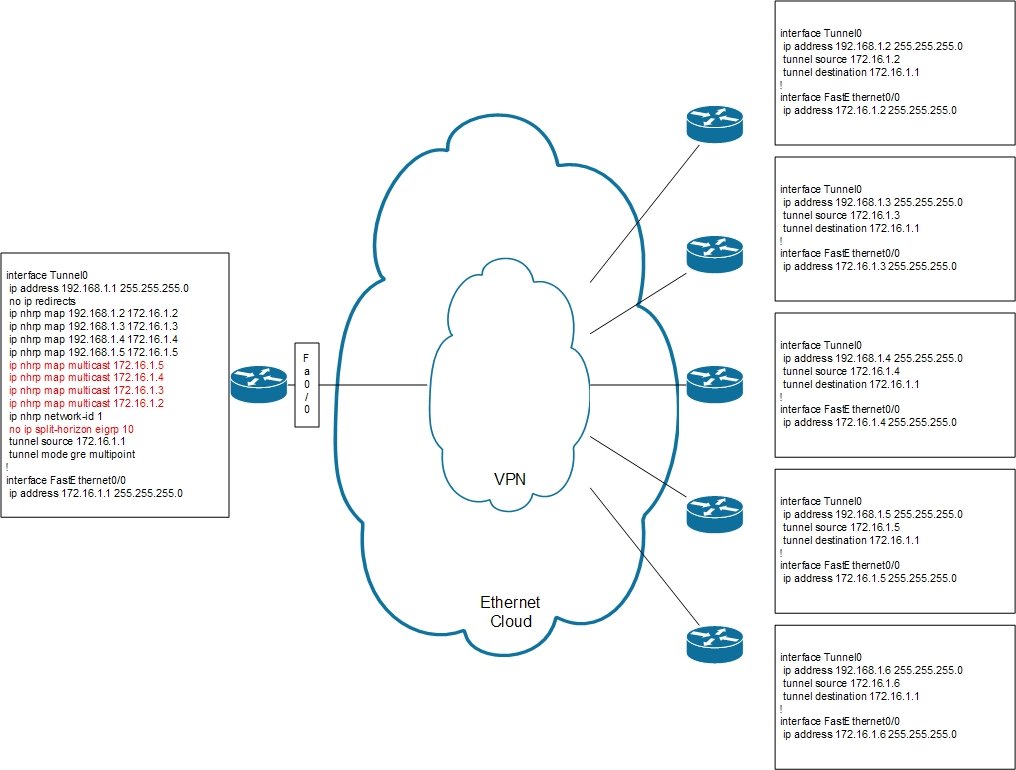 interface Tunnel0
ip address 192.168.1.1 255.255.255.0
no ip redirects
ip nhrp map 192.168.1.2 172.16.1.2
ip nhrp map 192.168.1.3 172.16.1.3
ip nhrp map 192.168.1.4 172.16.1.4
ip nhrp map 192.168.1.5 172.16.1.5
ip nhrp map multicast 172.16.1.5
ip nhrp map multicast 172.16.1.4
ip nhrp map multicast 172.16.1.3
ip nhrp map multicast 172.16.1.2
ip nhrp network-id 1
no ip split-horizon eigrp 10
tunnel source 172.16.1.1
tunnel mode gre multipoint
!
interface FastEthernet0/0
ip address 172.16.1.1 255.255.255.0
Fa0/0
VPN
Ethernet
Cloud
interface Tunnel0
ip address 192.168.1.2 255.255.255.0
tunnel source 172.16.1.2
tunnel destination 172.16.1.1
!
interface FastEthernet0/0
ip address 172.16.1.2 255.255.255.0
interface Tunnel0
ip address 192.168.1.3 255.255.255.0
tunnel source 172.16.1.3
tunnel destination 172.16.1.1
!
interface FastEthernet0/0
ip address 172.16.1.3 255.255.255.0
interface Tunnel0
ip address 192.168.1.4 255.255.255.0
tunnel source 172.16.1.4
tunnel destination 172.16.1.1
!
interface FastEthernet0/0
ip address 172.16.1.4 255.255.255.0
interface Tunnel0
ip address 192.168.1.5 255.255.255.0
tunnel source 172.16.1.5
tunnel destination 172.16.1.1
!
interface FastEthernet0/0
ip address 172.16.1.5 255.255.255.0
interface Tunnel0
ip address 192.168.1.6 255.255.255.0
tunnel source 172.16.1.6
tunnel destination 172.16.1.1
!
interface FastEthernet0/0
ip address 172.16.1.6 255.255.255.0